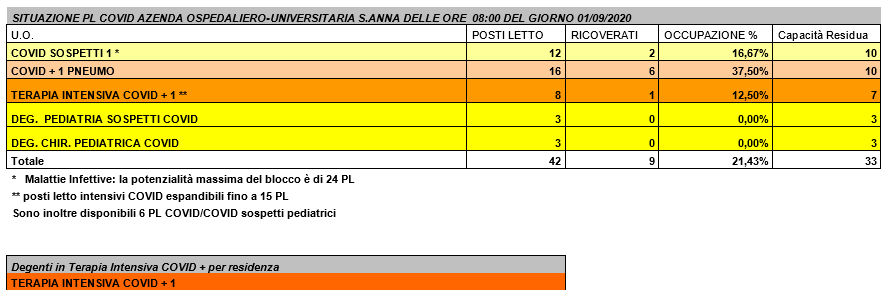 SITUAZIONE PL COVID AZENDA OSPEDALIERO-UNIVERSITARIA S.ANNA DELLE ORE 08:00 DEL GIORNO 01/09/2020
U.O. POSTI LETTO RICOVERATI OCCUPAZIONE % Capacità Residua
COVID SOSPETTI 1 * 12 2 16,67% 10
COVID + 1 PNEUMO 16 6 37,50% 10
TERAPIA INTENSIVA COVID + 1 ** 8 1 12,50% 7
DEG. PEDIATRIA SOSPETTI COVID 3 0 0,00% 3
DEG. CHIR. PEDIATRICA COVID 3 0 0,00% 3
Totale 42 9 21,43% 33
* Malattie Infettive: la potenzialità massima del blocco è di 24 PL
** posti letto intensivi COVID espandibili fino a 15 PL
Sono inoltre disponibili 6 PL COVID/COVID sospetti pediatrici
Degenti in Terapia Intensiva COVID + per residenza
TERAPIA INTENSIVA COVID + 1